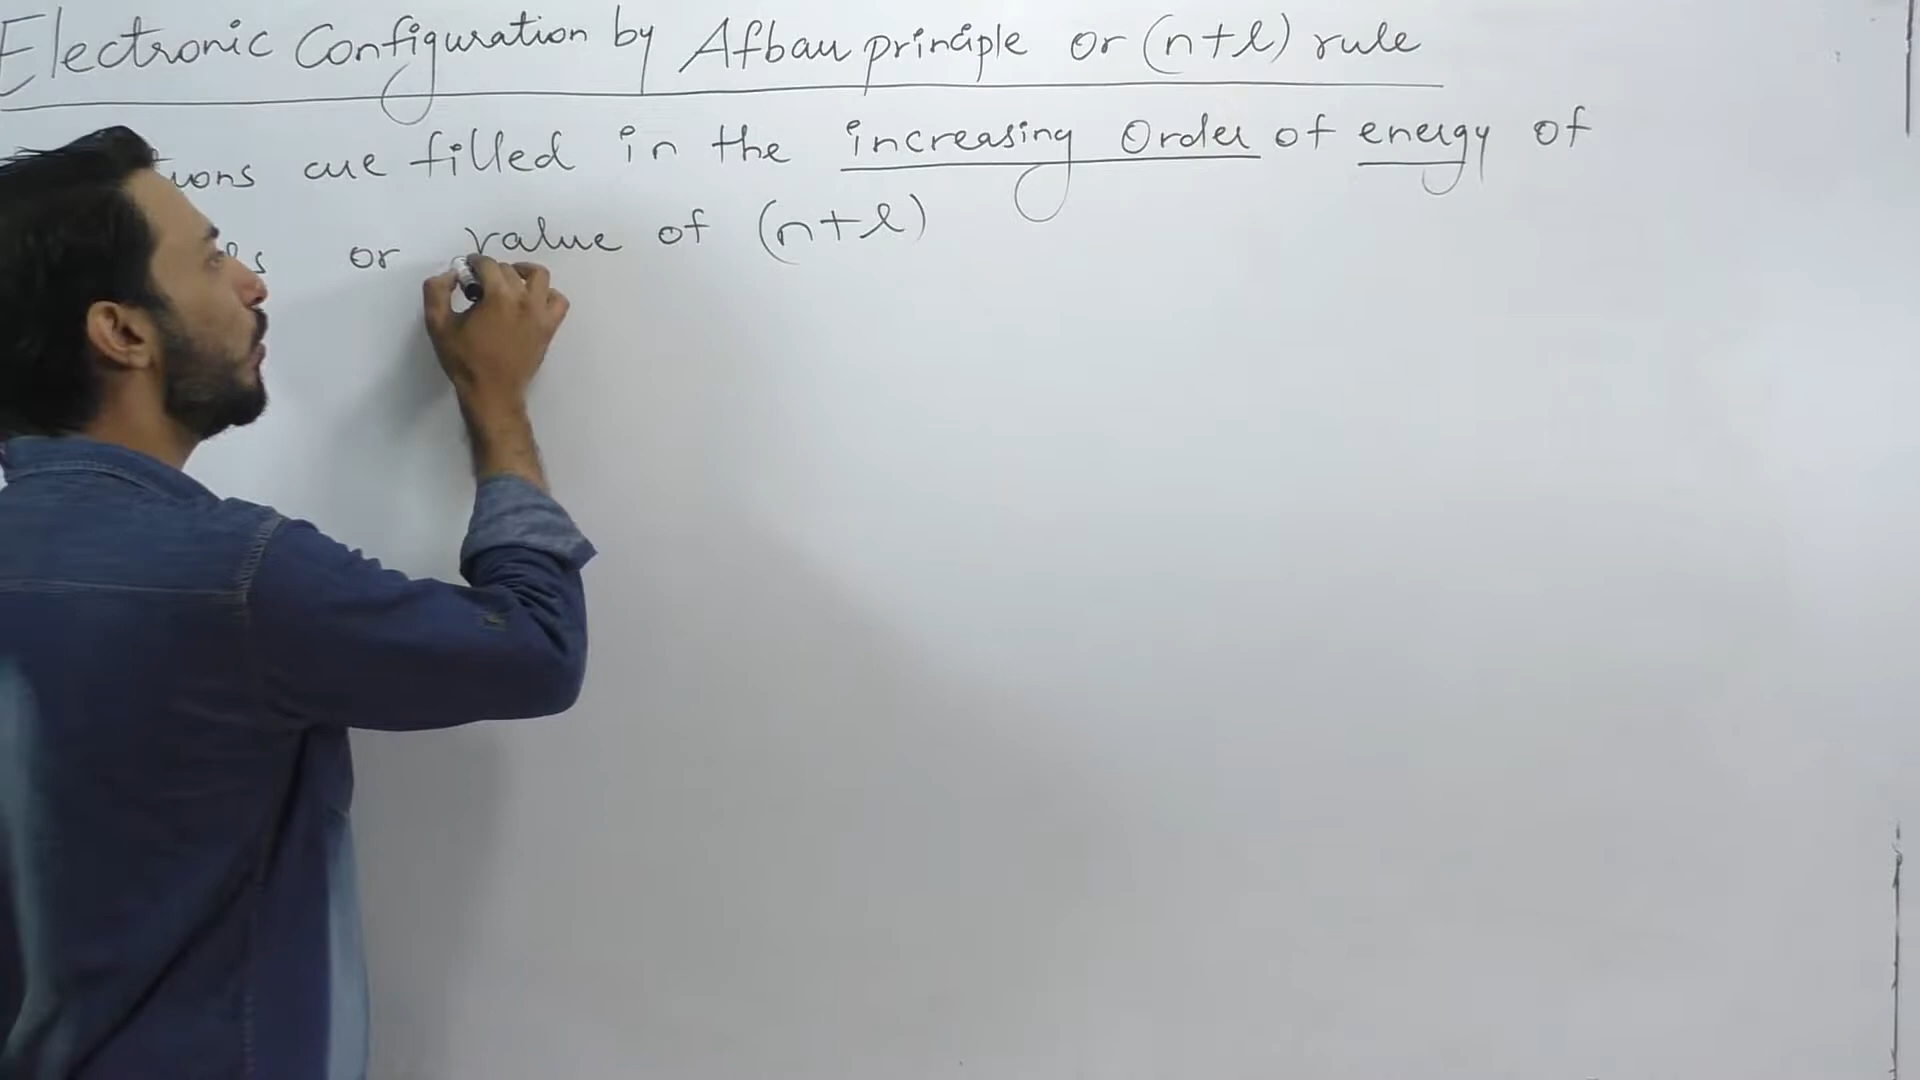 Electronic Configuration by Afbau principle or (n+l) rule
are filled in the increasing Order of energy of
or value of (n+l)